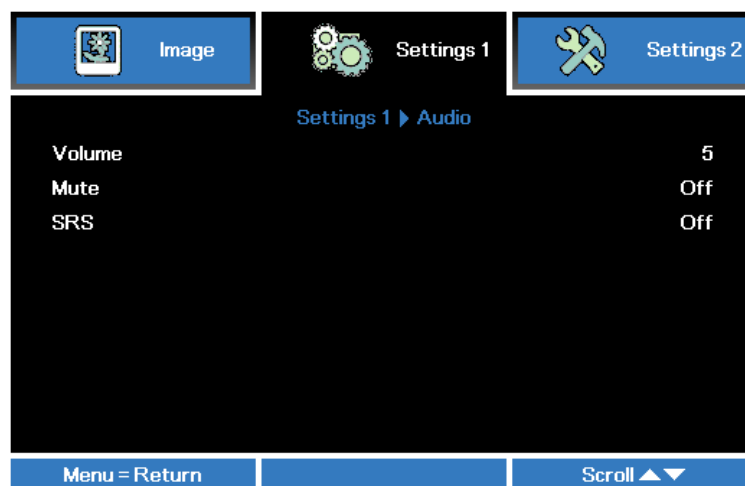 Image Settings 1 Settings 2
Settings 1 ▶ Audio
Volume 5
Mute Off
SRS Off
Menu = Return Scroll ▲▼